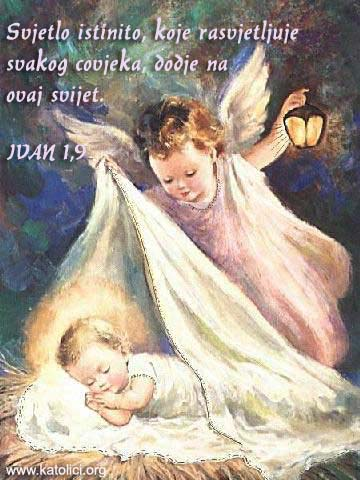 Svjetlo istinito, koje rasvjetljuje
svakog covjeka, dodje na
ovaj svijet.
IVAN 1,9
www.katolici.org